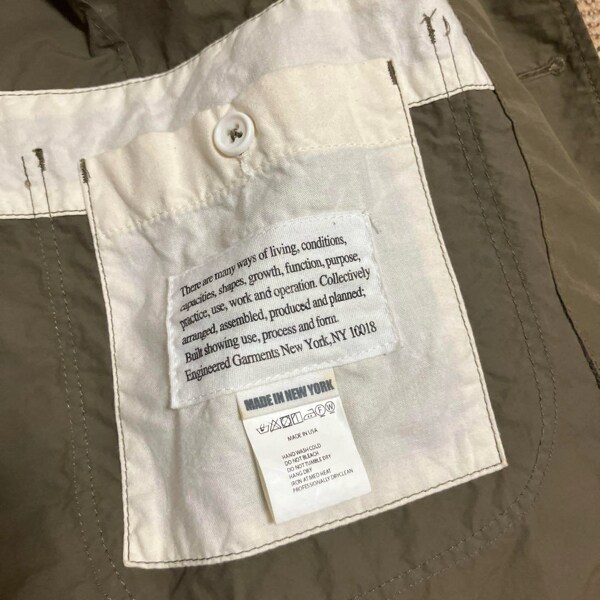 There are many ways of living, conditions,
capacities, shapes, growth, function, purpose,
practice, use, work and operation. Collectively
arranged, assembled, produced and planned;
Built showing use, process and form.
Engineered Garments New York, NY 10018
MADE IN NEW YORK
MADE IN USA
HAND WASH COLD
DO NOT BLEACH
DO NOT TUMBLE DRY
HANG DRY
IRON AT MED HEAT
PROFESSIONALLY DRYCLEAN